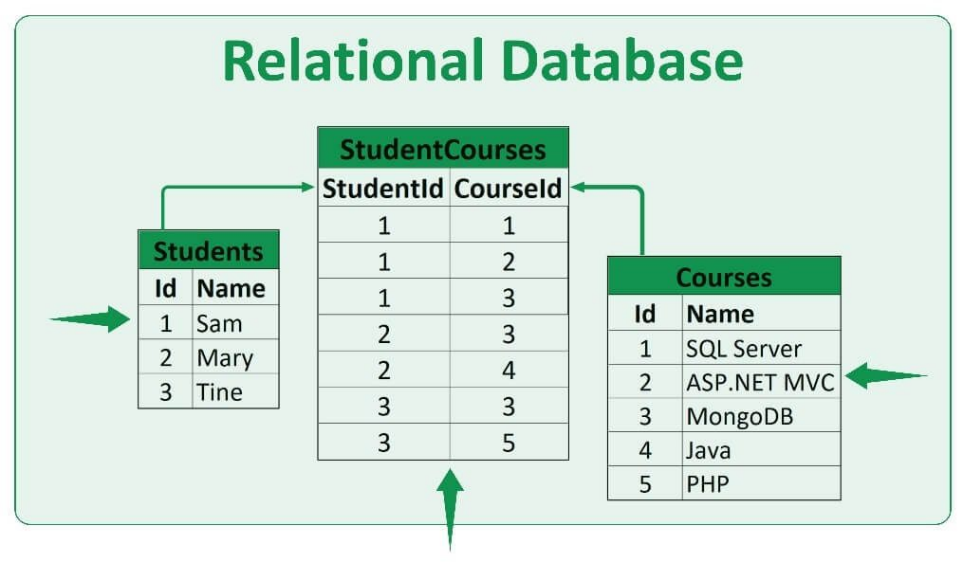 Relational Database
StudentCourses
StudentId CourseId
1 1
1 2
1 3
2 3
2 4
3 3
3 5
Students
Id Name
1 Sam
2 Mary
3 Tine
Courses
Id Name
1 SQL Server
2 ASP.NET MVC
3 MongoDB
4 Java
5 PHP